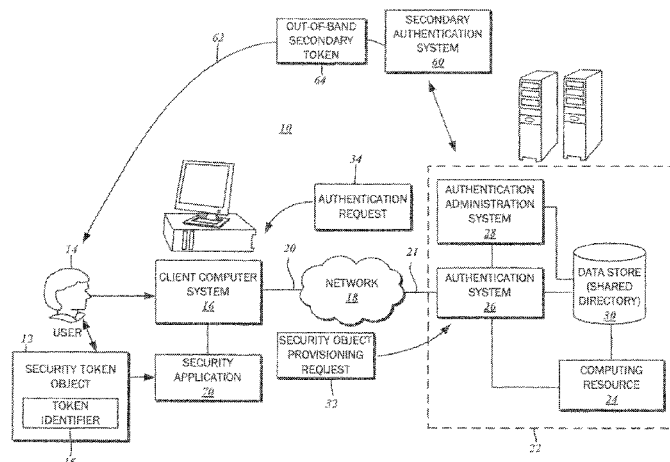 62
OUT-OF-BAND
SECONDARY
TOKEN
64
SECONDARY
AUTHENTICATION
SYSTEM
60
10
34
AUTHENTICATION
REQUEST
14
USER
CLIENT COMPUTER
SYSTEM
16
20
NETWORK
18
21
AUTHENTICATION
ADMINISTRATION
SYSTEM
28
AUTHENTICATION
SYSTEM
26
DATA STORE
(SHARED
DIRECTORY)
30
12
SECURITY TOKEN
OBJECT
TOKEN
IDENTIFIER
SECURITY
APPLICATION
70
SECURITY OBJECT
PROVISIONING
REQUEST
32
COMPUTING
RESOURCE
24
22